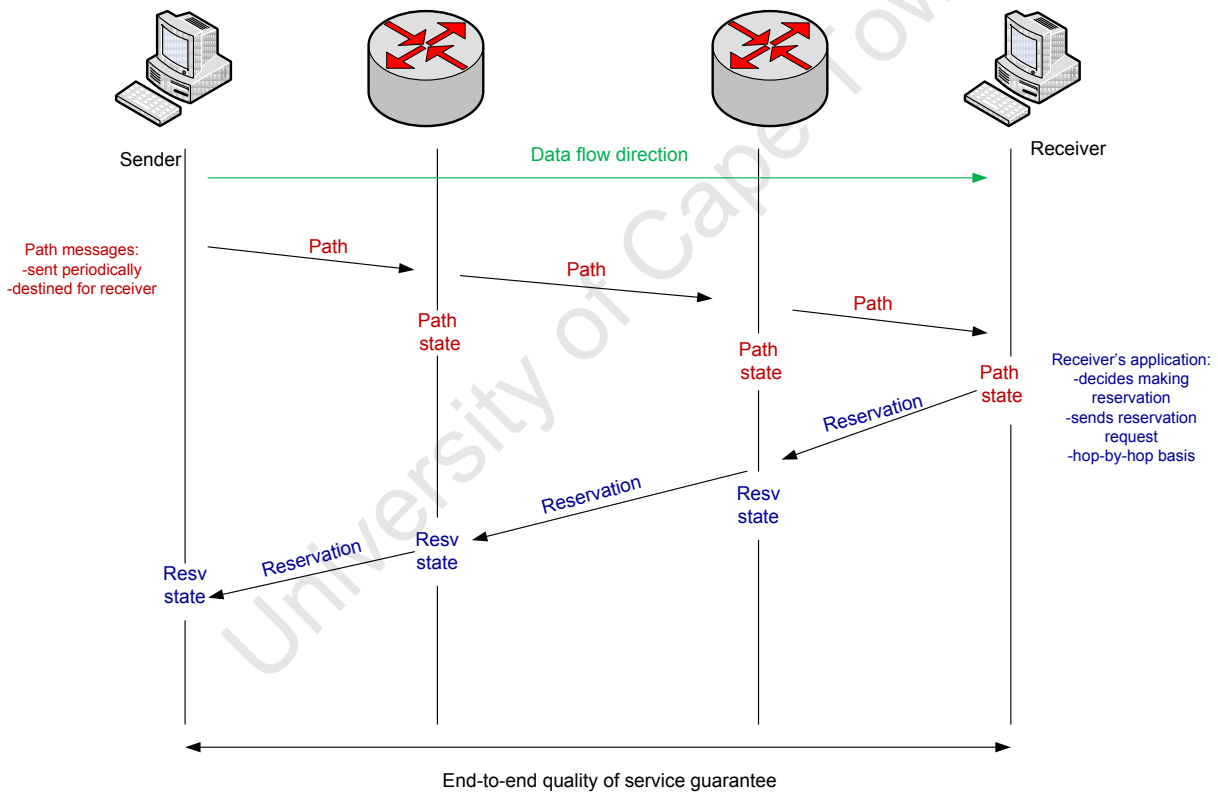 Sender
Receiver
Data flow direction
Path messages:
-sent periodically
-destined for receiver
Path
Path
Path
Path
state
Path
state
Path
state
Receiver's application:
-decides making
reservation
-sends reservation
request
-hop-by-hop basis
Reservation
Reservation
Reservation
Resv
state
Resv
state
Resv
state
End-to-end quality of service guarantee
University of Cape Town